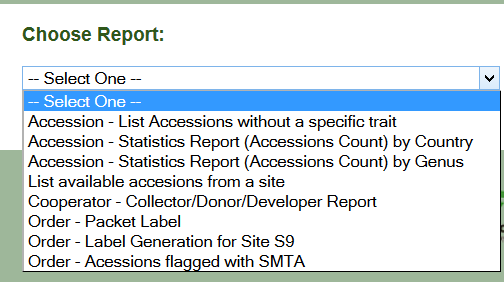 Choose Report:
-- Select One --
-- Select One --
Accession - List Accessions without a specific trait
Accession - Statistics Report (Accessions Count) by Country
Accession - Statistics Report (Accessions Count) by Genus
List available accesions from a site
Cooperator - Collector/Donor/Developer Report
Order - Packet Label
Order - Label Generation for Site S9
Order - Acessions flagged with SMTA